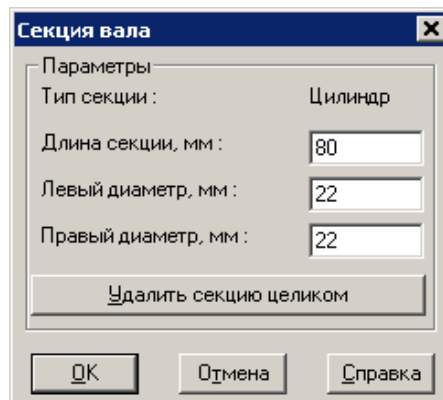 Секция вала
Параметры
Тип секции : Цилиндр
Длина секции, мм : 80
Левый диаметр, мм : 22
Правый диаметр, мм : 22
Удалить секцию целиком
OK Отмена Справка